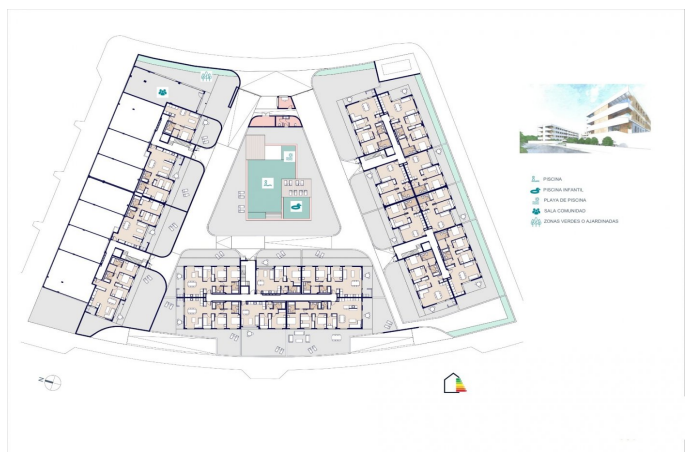 PISCINA
PISCINA INFANTIL
PLAYA DE PISCINA
SALA COMUNIDAD
ZONAS VERDES O AJARDINADAS
N